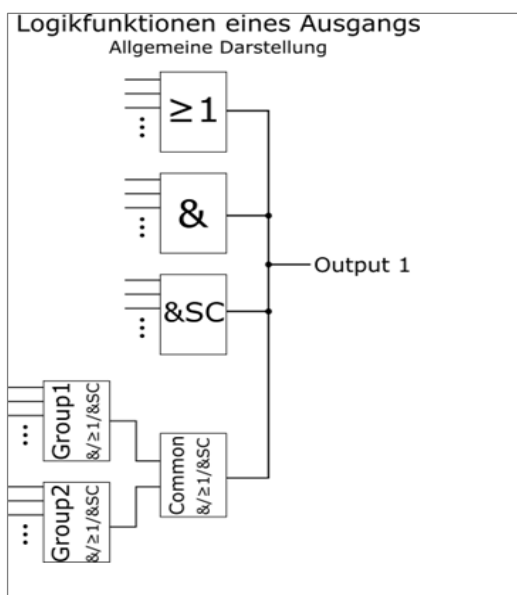 Logikfunktionen eines Ausgangs
Allgemeine Darstellung
≥1
&
Output 1
&SC
Group1
&/≥1/&SC
Common
&/≥1/&SC
Group2
&/≥1/&SC